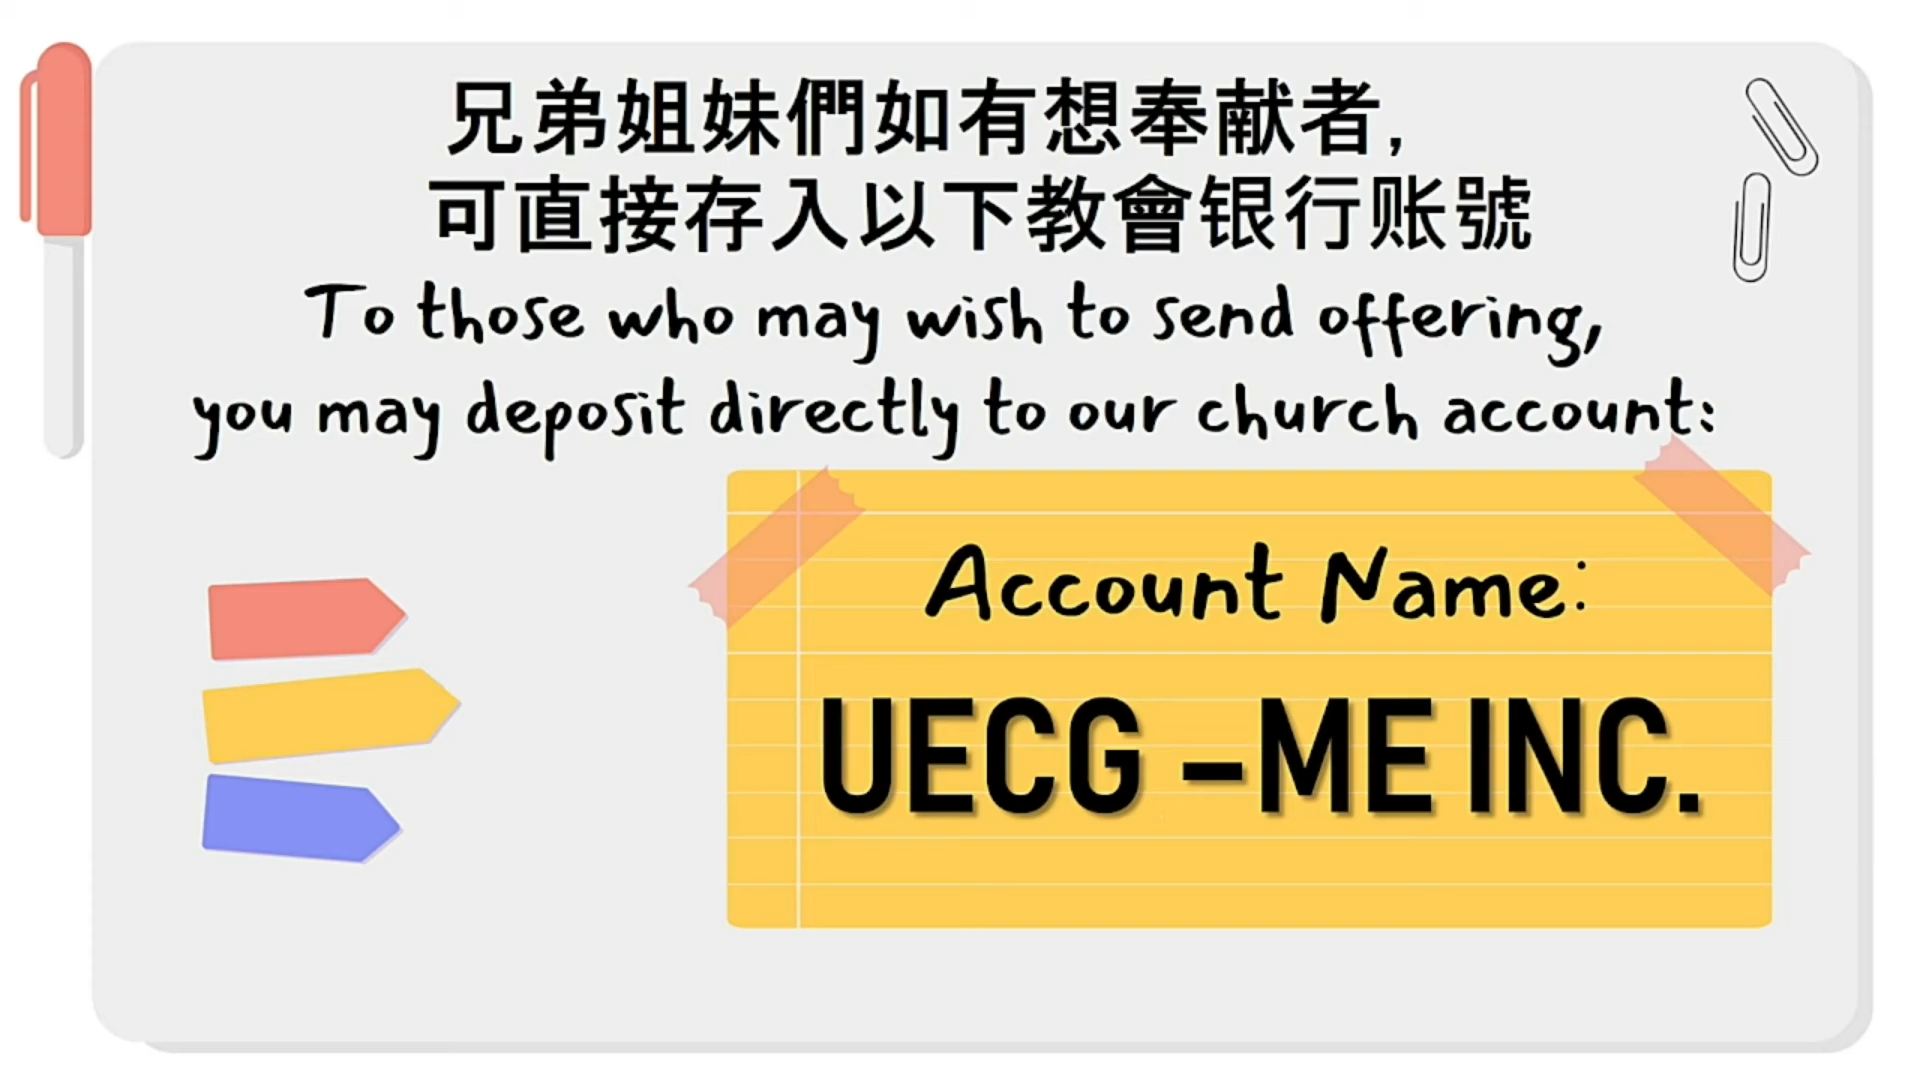 兄弟姐妹們如有想奉献者,
可直接存入以下教會银行账號
To those who may wish to send offering,
you may deposit directly to our church account:
Account Name:
UECG -ME INC.